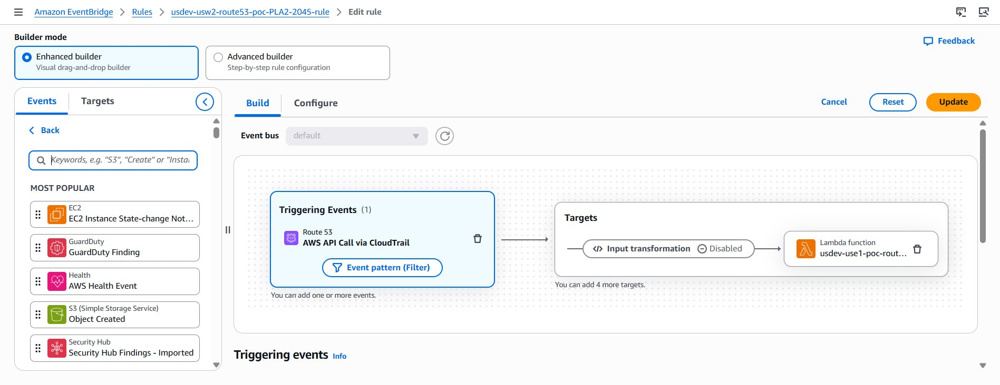 Amazon EventBridge > Rules > usdev-usw2-route53-poc-PLA2-2045-rule > Edit rule
Builder mode
Feedback
Enhanced builder
Visual drag-and-drop builder
Advanced builder
Step-by-step rule configuration
Events
Targets
Back
Keywords, e.g. "S3", "Create" or "Instar
MOST POPULAR
EC2
EC2 Instance State-change Not...
GuardDuty
GuardDuty Finding
Health
AWS Health Event
S3 (Simple Storage Service)
Object Created
Security Hub
Security Hub Findings - Imported
Build
Configure
Cancel
Reset
Update
Event bus
default
Triggering Events (1)
Route 53
AWS API Call via CloudTrail
Event pattern (Filter)
You can add one or more events.
Targets
Input transformation
Disabled
Lambda function
usdev-use1-poc-rout...
You can add 4 more targets.
Triggering events Info